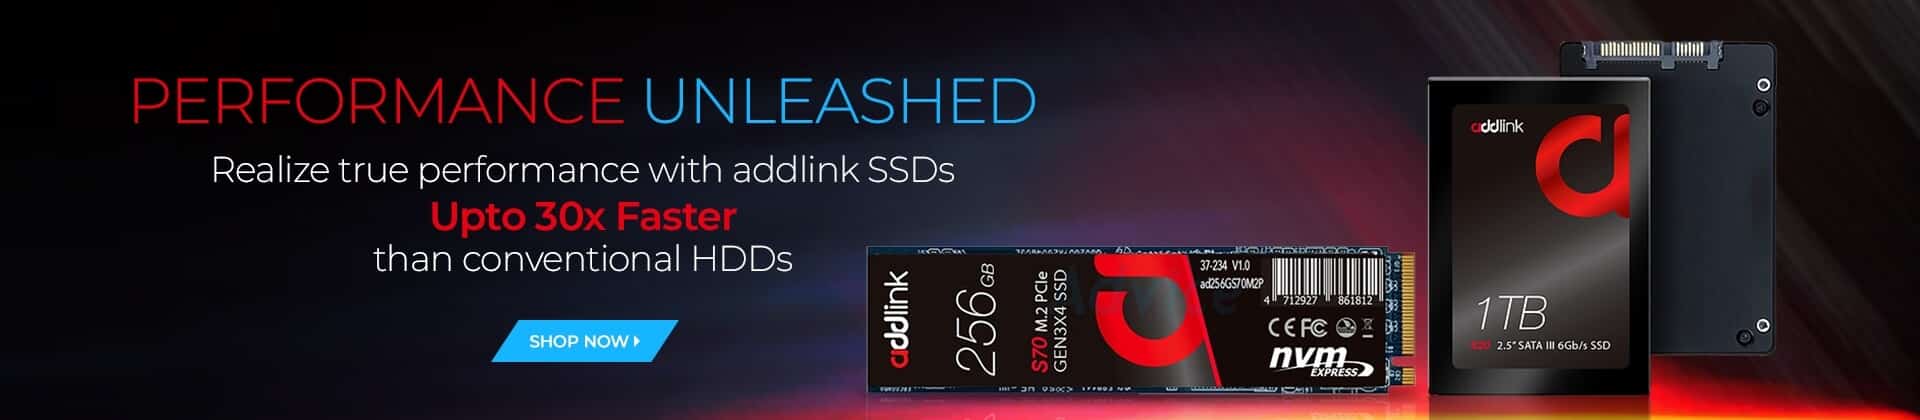 PERFORMANCE UNLEASHED
Realize true performance with addlink SSDs
Upto 30x Faster
than conventional HDDs
SHOP NOW
addlink
256GB
S70 M.2 PCIe
GEN3X4 SSD
37-234 V1.0
ad256GS70M2P
4 712927 861812
CE FC
nvm
EXPRESS
addlink
1TB
2.5" SATA III 6Gb/s SSD